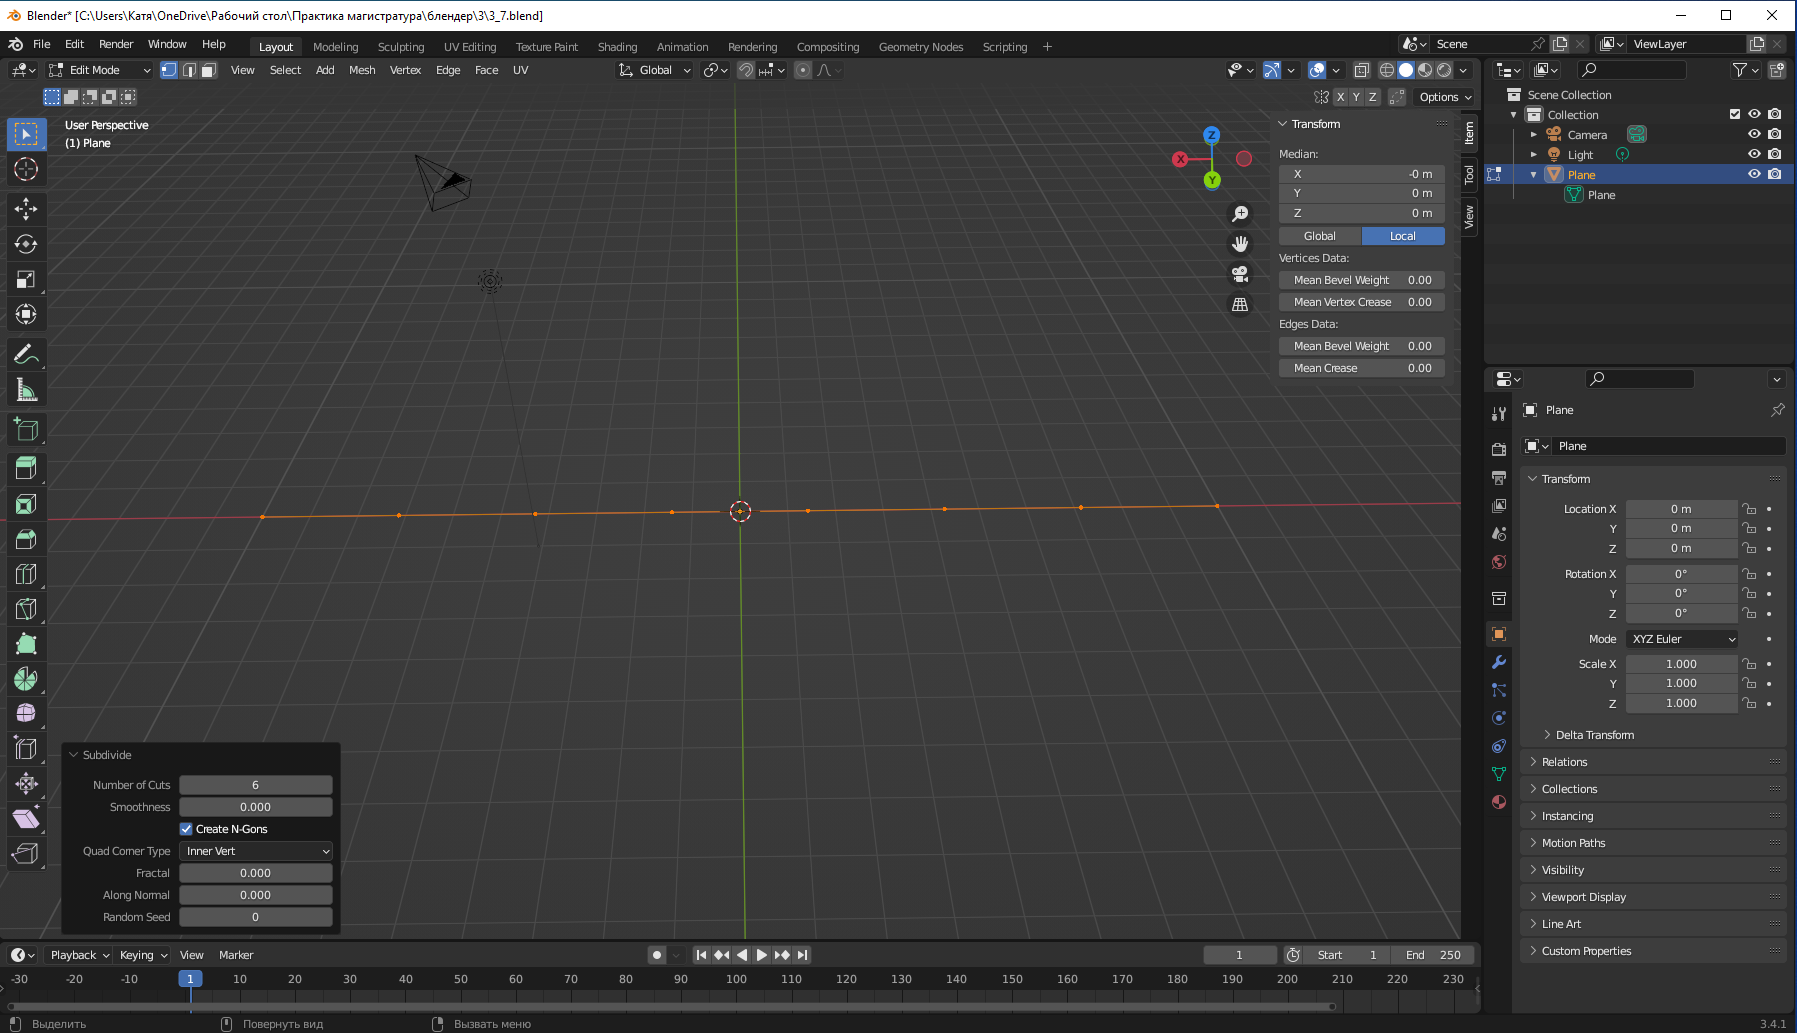 Blender* [C:\Users\Катя\OneDrive\Рабочий стол\Практика магистратура\блендер\3\3_7.blend]
File Edit Render Window Help Layout Modeling Sculpting UV Editing Texture Paint Shading Animation Rendering Compositing Geometry Nodes Scripting + Scene ViewLayer
Edit Mode View Select Add Mesh Vertex Edge Face UV Global
X Y Z Options
User Perspective
(1) Plane
Z
X
Y
Transform
Median:
X -0 m
Y 0 m
Z 0 m
Global Local
Vertices Data:
Mean Bevel Weight 0.00
Mean Vertex Crease 0.00
Edges Data:
Mean Bevel Weight 0.00
Mean Crease 0.00
Item
Tool
View
Scene Collection
Collection
Camera
Light
Plane
Plane
Plane
Plane
Transform
Location X 0 m
Y 0 m
Z 0 m
Rotation X 0°
Y 0°
Z 0°
Mode XYZ Euler
Scale X 1.000
Y 1.000
Z 1.000
Delta Transform
Relations
Collections
Instancing
Motion Paths
Visibility
Viewport Display
Line Art
Custom Properties
Subdivide
Number of Cuts 6
Smoothness 0.000
Create N-Gons
Quad Corner Type Inner Vert
Fractal 0.000
Along Normal 0.000
Random Seed 0
Playback Keying View Marker 1 Start 1 End 250
-30 -20 -10 1 10 20 30 40 50 60 70 80 90 100 110 120 130 140 150 160 170 180 190 200 210 220 230
Выделить Повернуть вид Вызвать меню 3.4.1